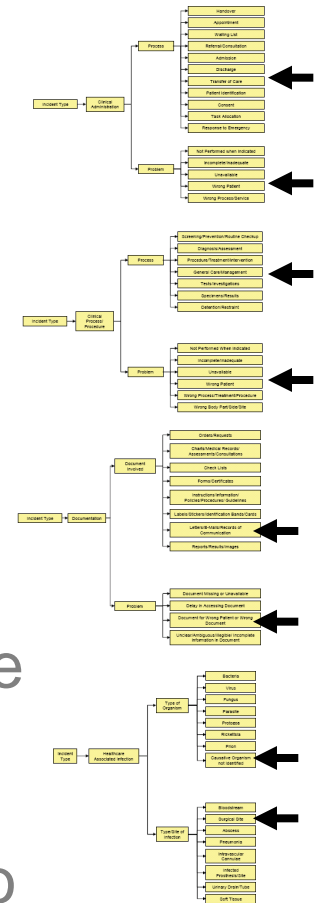 Handover
Appointment
Waiting List
Process
Referral/Consultation
Admission
Discharge
Transfer of Care
Incident Type
Clinical
Administration
Patient Identification
Consent
Task Allocation
Response to Emergency
Not Performed when Indicated
Incomplete/Inadequate
Problem
Unavailable
Wrong Patient
Wrong Process/Service
Screening/Prevention/Routine Checkup
Diagnosis/Assessment
Process
Procedure/Treatment/Intervention
General Care/Management
Tests/Investigations
Specimens/Results
Detention/Restraint
Incident Type
Clinical
Process/
Procedure
Not Performed When Indicated
Incomplete/Inadequate
Problem
Unavailable
Wrong Patient
Wrong Process/Treatment/Procedure
Wrong Body Part/Side/Site
Orders/Requests
Charts/Medical Records/
Assessments/Consultations
Document
Involved
Check Lists
Forms/Certificates
Instructions/Information/
Policies/Procedures/ Guidelines
Incident Type
Documentation
Labels/Stickers/Identification Bands/Cards
Letters/E-Mails/Records of
Communication
Reports/Results/Images
Document Missing or Unavailable
Problem
Delay in Accessing Document
Document for Wrong Patient or Wrong
Document
Unclear/Ambiguous/Illegible/ Incomplete
Information in Document
e
Bacteria
Virus
Type of
Organism
Fungus
Parasite
Protozoa
Rickettsia
Prion
Incident
Type
Healthcare
Associated Infection
Causative Organism
not Identified
Bloodstream
Surgical Site
Type/Site of
Infection
Abscess
Pneumonia
Intravascular
Cannulae
Infected
Prosthesis/Site
Urinary Drain/Tube
Soft Tissue